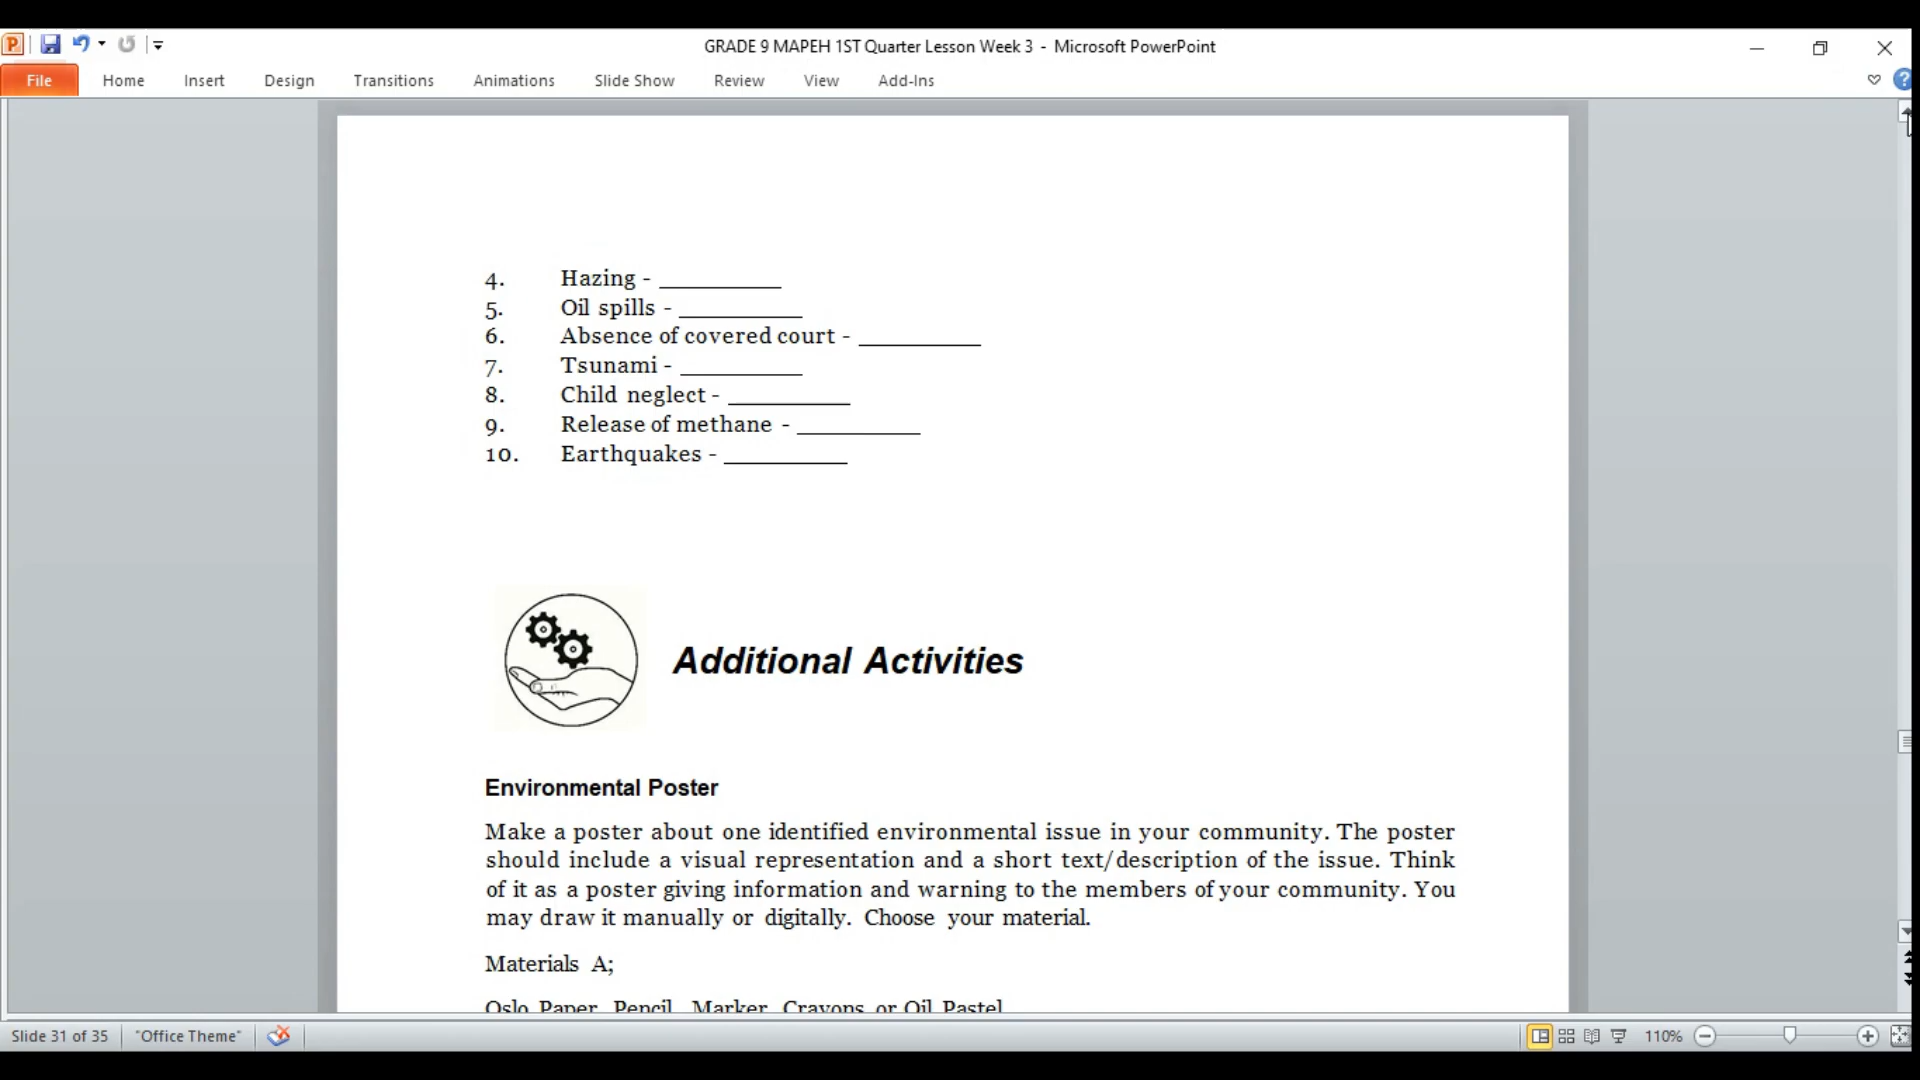 GRADE 9 MAPEH 1ST Quarter Lesson Week 3 - Microsoft PowerPoint
File Home Insert Design Transitions Animations Slide Show Review View Add-Ins
4. Hazing - __________
5. Oil spills - __________
6. Absence of covered court - __________
7. Tsunami - __________
8. Child neglect - __________
9. Release of methane - __________
10. Earthquakes - __________
Additional Activities
Environmental Poster
Make a poster about one identified environmental issue in your community. The poster
should include a visual representation and a short text/description of the issue. Think
of it as a poster giving information and warning to the members of your community. You
may draw it manually or digitally. Choose your material.
Materials A;
Oslo Paper, Pencil, Marker, Crayons or Oil Pastel
Slide 31 of 35 "Office Theme" 110%